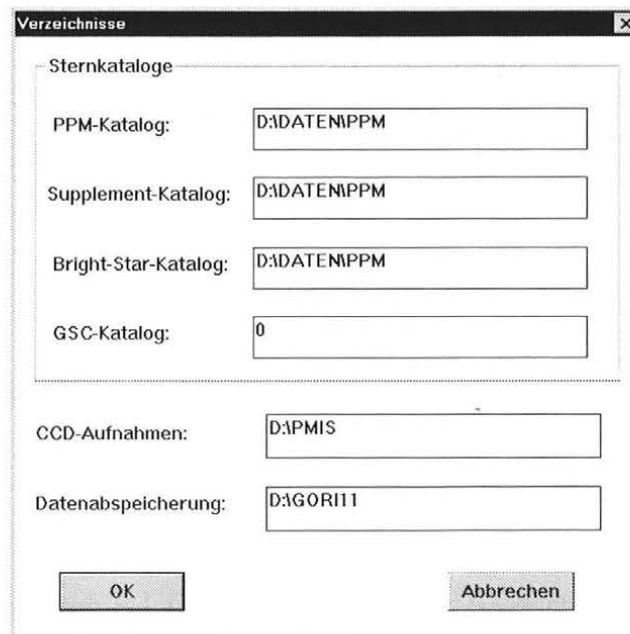 Verzeichnisse
Sternkataloge
PPM-Katalog: D:\DATEN\PPM
Supplement-Katalog: D:\DATEN\PPM
Bright-Star-Katalog: D:\DATEN\PPM
GSC-Katalog: 0
CCD-Aufnahmen: D:\PMIS
Datenabspeicherung: D:\GORI11
OK Abbrechen